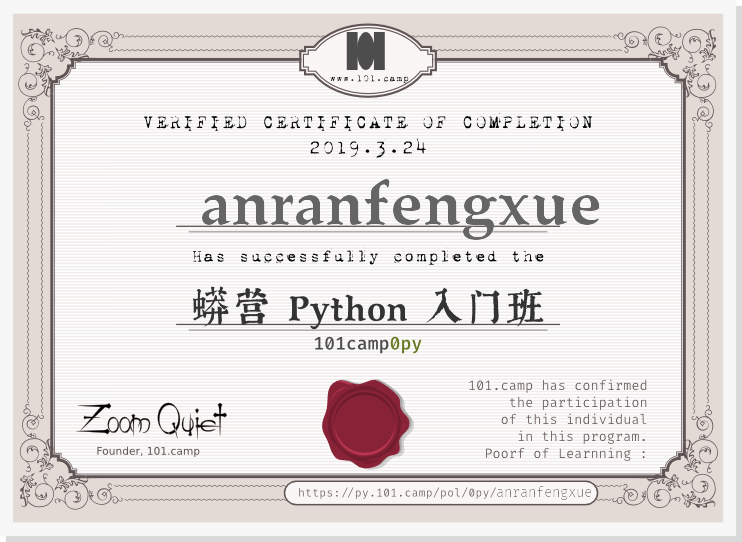 101
www.101.camp
VERIFIED CERTIFICATE OF COMPLETION
2019.3.24
anranfengxue
Has successfully completed the
蟒营 Python 入门班
101camp0py
101.camp has confirmed
the participation
of this individual
in this program.
Poorf of Learnning :
Zoom Quiet
Founder, 101.camp
https://py.101.camp/pol/0py/anranfengxue